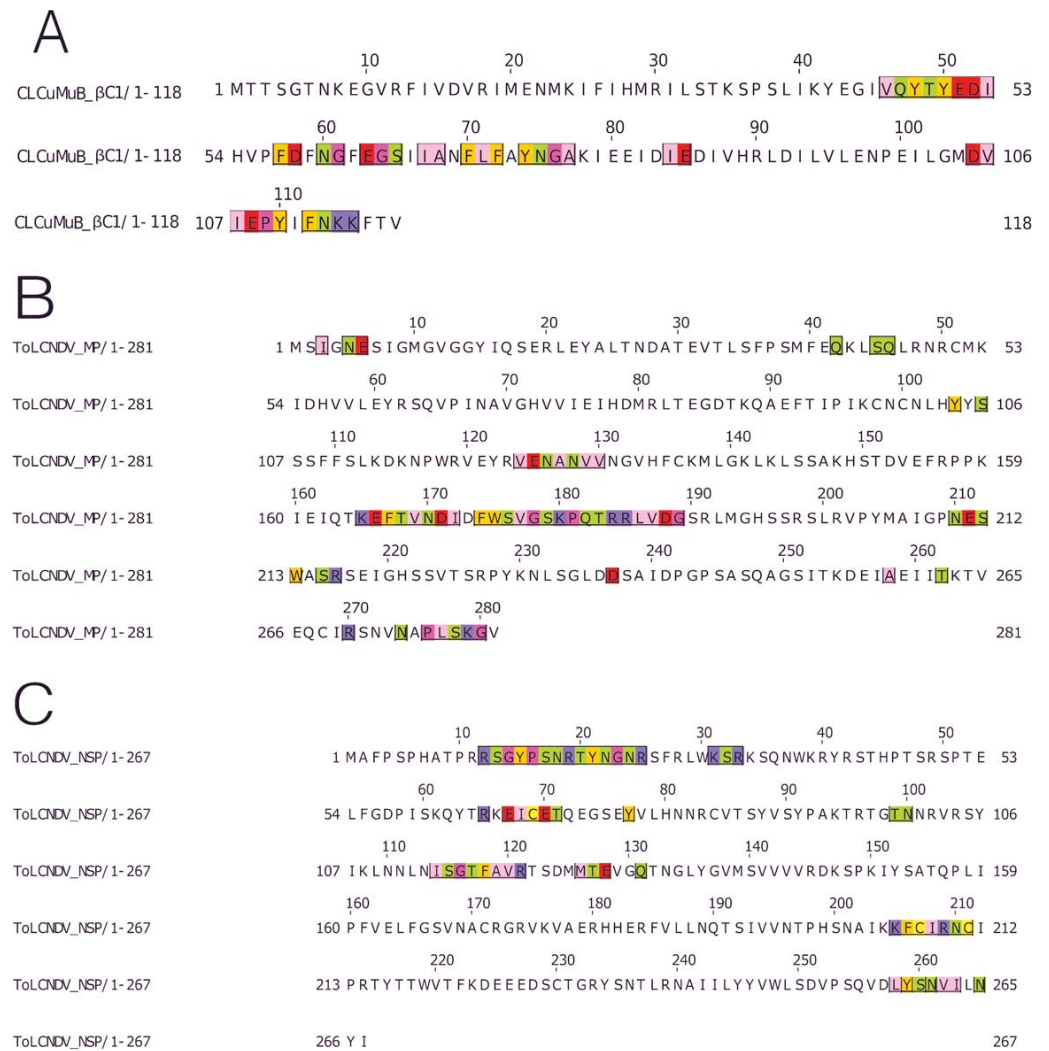 A
10 20 30 40 50
CLCuMuB_βC1/1-118 1 MTTSGTNKEGVRFIVDVRIMENMKIFIHMRILSTKSPSLIKYEGIVQYTYEDI 53
60 70 80 90 100
CLCuMuB_βC1/1-118 54 HVPFDFNGFEGSIIANFLFAYNGAKIEEIDIEDIVHRLDILVLENPEILGMDV 106
110
CLCuMuB_βC1/1-118 107 IEPYIFNKKFTV 118
B
10 20 30 40 50
ToLCNDV_MP/1-281 1 MSIGNESIGMGVGGYIQSERLEYALTNDATEVTLSFPSMFEQKLSQLRNRCMK 53
60 70 80 90 100
ToLCNDV_MP/1-281 54 IDHVVLEYRSQVPINAVGHVVIEIHDMRLTEGDTKQAEFTIPIKCNCNLHYYS 106
110 120 130 140 150
ToLCNDV_MP/1-281 107 SSFFSLKDKNPWRVEYRVENANVVNGVHFCKMLGKLKLSSAKHSTDVEFRPPK 159
160 170 180 190 200 210
ToLCNDV_MP/1-281 160 IEIQTKEFTVNDIDFWSVGSKPQTRRLVDGSRLMGHSSRSLRVPYMAIGPNES 212
220 230 240 250 260
ToLCNDV_MP/1-281 213 WASRSEIGHSSVTSRPYKNLSGLDDSAIDPGPSASQAGSITKDEIAEIITKTV 265
270 280
ToLCNDV_MP/1-281 266 EQCIRSNVNAPLSKGV 281
C
10 20 30 40 50
ToLCNDV_NSP/1-267 1 MAFPSPHATPRRSGYPSNRTYNGNRSFRLWKSRKSQNWKRYRSTHPTSRSPTE 53
60 70 80 90 100
ToLCNDV_NSP/1-267 54 LFGDPISKQYTRKEICETQEGSEYVLHNNRCVTSYVSYPAKTRTGTNNRVRSY 106
110 120 130 140 150
ToLCNDV_NSP/1-267 107 IKLNNLNISGTFAVRTSDMMTEVGQTNGLYGVMSVVVVRDKSPKIYSATQPLI 159
160 170 180 190 200 210
ToLCNDV_NSP/1-267 160 PFVELFGSVNACRGRVKVAERHHERFVLLNQTSIVVNTPHSNAIKKFCIRNCI 212
220 230 240 250 260
ToLCNDV_NSP/1-267 213 PRTYTTWVTFKDEEEDSCTGRYSNTLRNAIILYYVWLSDVPSQVDLYSNVILN 265
ToLCNDV_NSP/1-267 266 YI 267